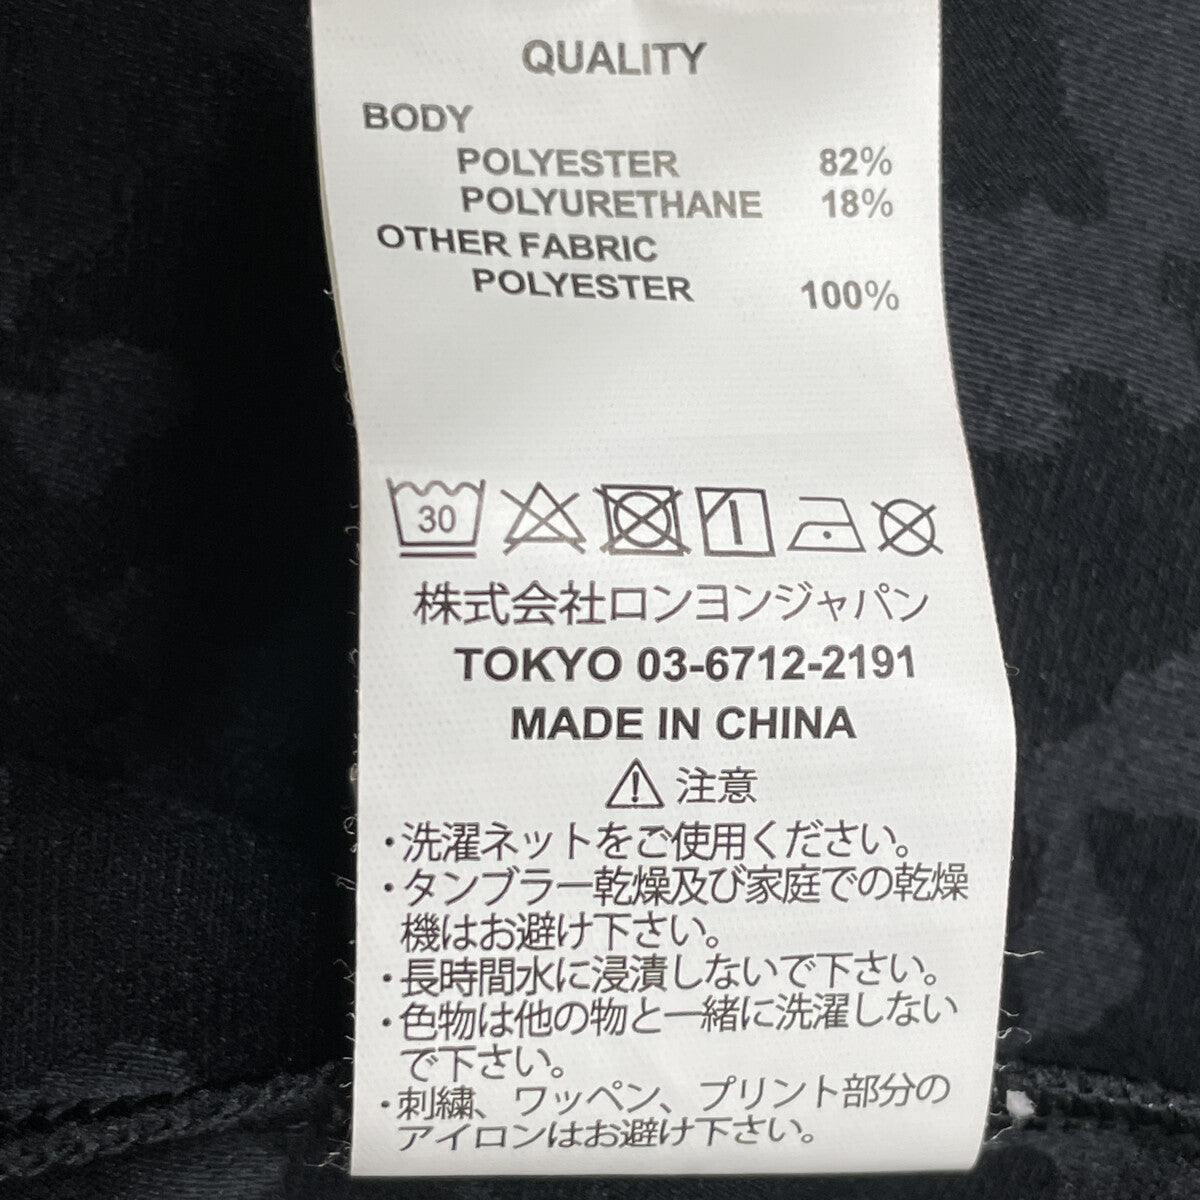 QUALITY
BODY
POLYESTER 82%
POLYURETHANE 18%
OTHER FABRIC
POLYESTER 100%
30
株式会社ロンヨンジャパン
TOKYO 03-6712-2191
MADE IN CHINA
注意
・洗濯ネットをご使用ください。
・タンブラー乾燥及び家庭での乾燥
機はお避け下さい。
・長時間水に浸漬しないで下さい。
・色物は他の物と一緒に洗濯しない
で下さい。
・刺繍、ワッペン、プリント部分の
アイロンはお避け下さい。